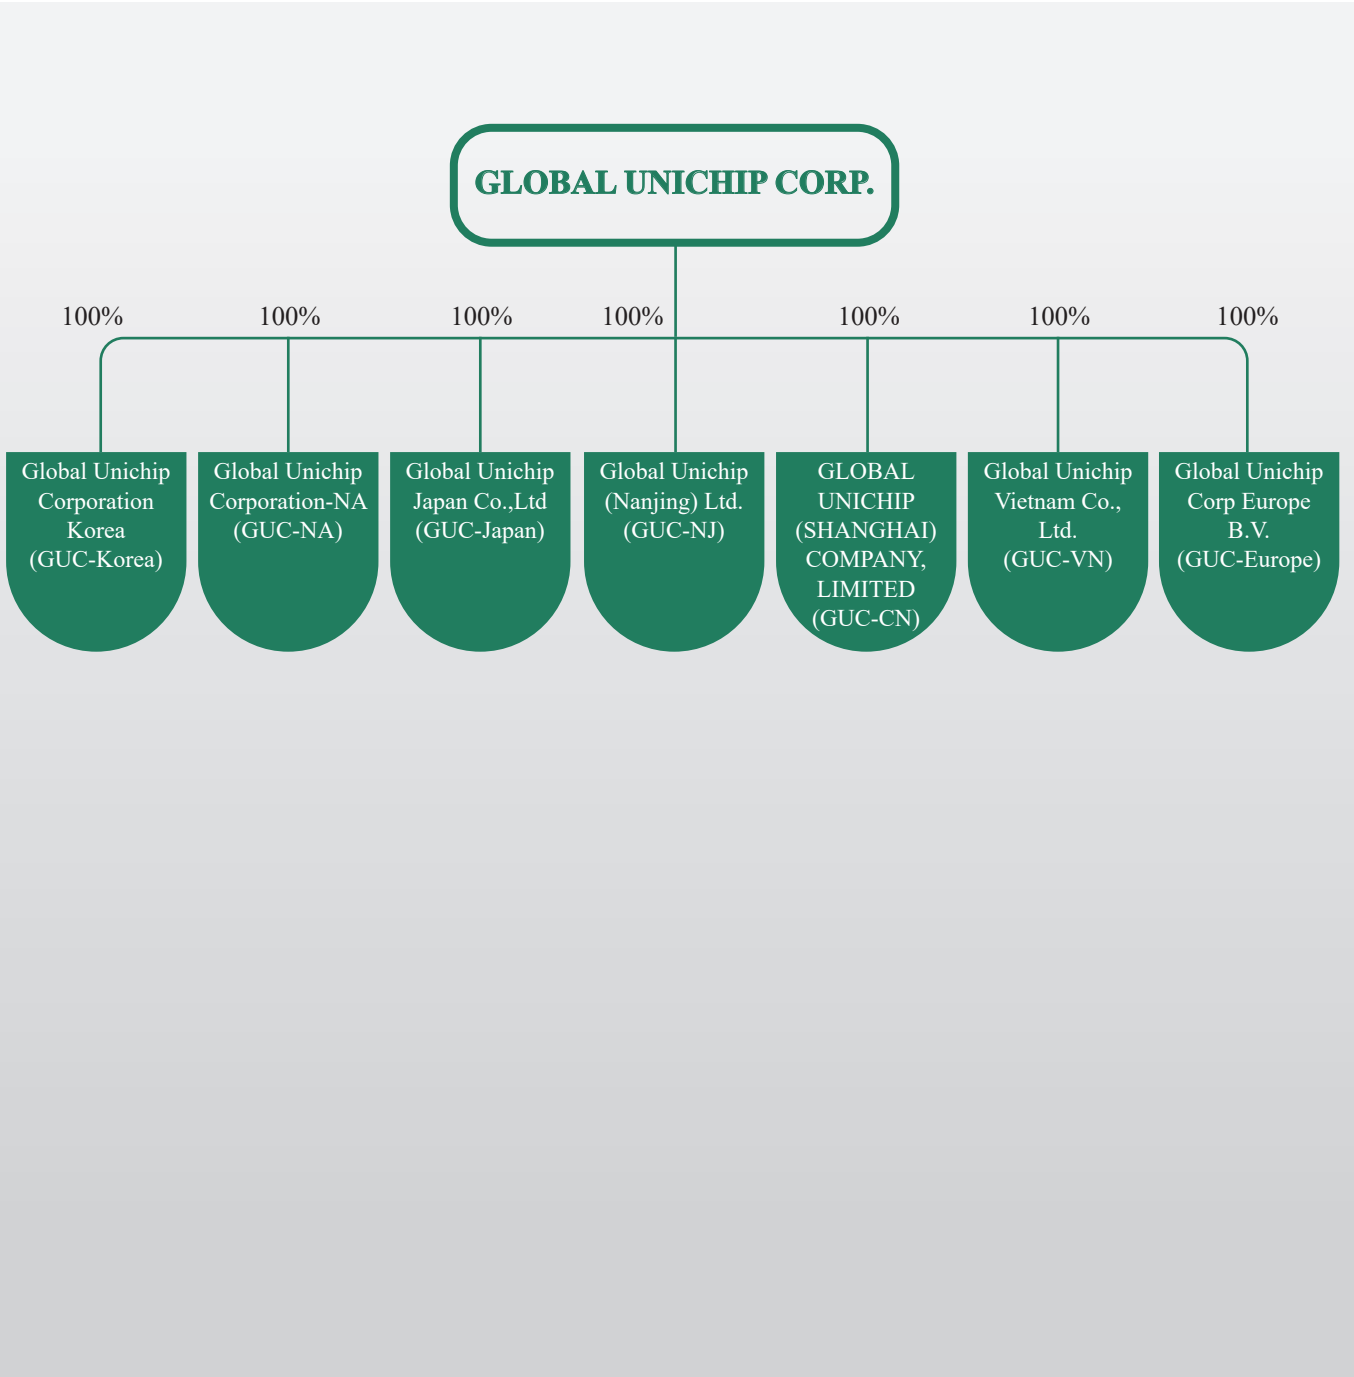 GLOBAL UNICHIP CORP.
100%
100%
100%
100%
100%
100%
100%
Global Unichip
Corporation
Korea
(GUC-Korea)
Global Unichip
Corporation-NA
(GUC-NA)
Global Unichip
Japan Co.,Ltd
(GUC-Japan)
Global Unichip
(Nanjing) Ltd.
(GUC-NJ)
GLOBAL
UNICHIP
(SHANGHAI)
COMPANY,
LIMITED
(GUC-CN)
Global Unichip
Vietnam Co.,
Ltd.
(GUC-VN)
Global Unichip
Corp Europe
B.V.
(GUC-Europe)